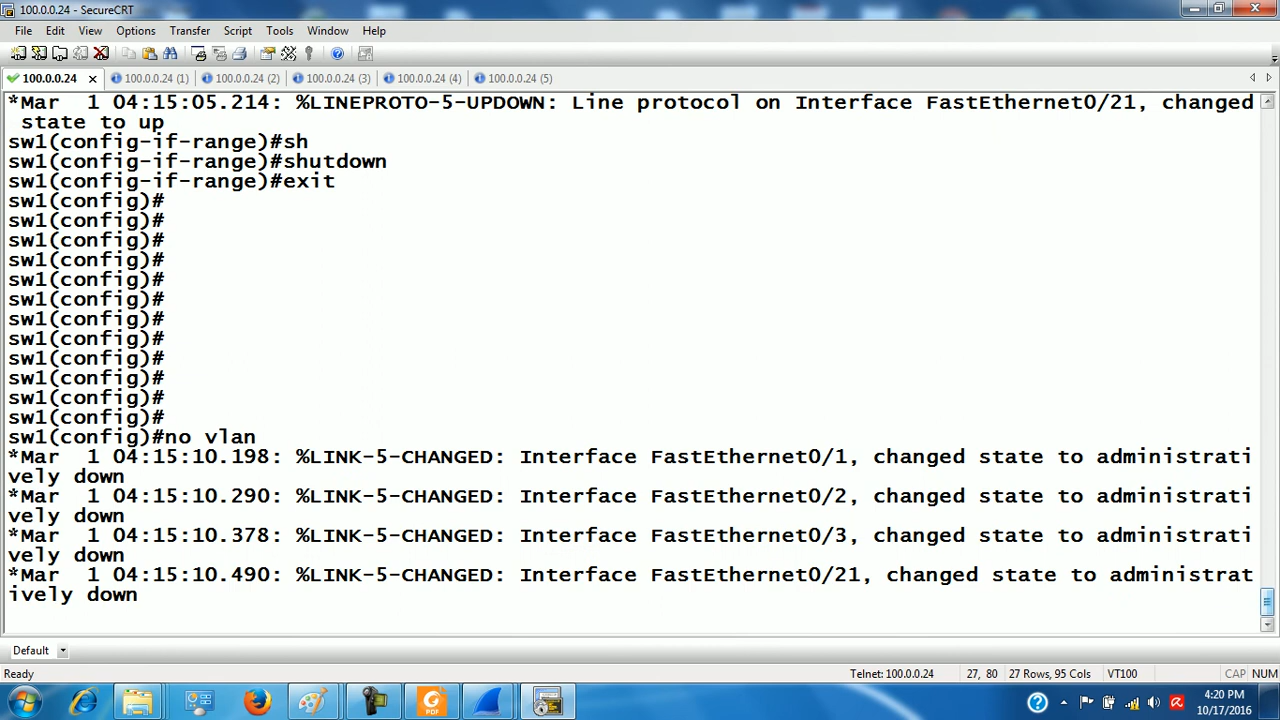 100.0.0.24 - SecureCRT
File Edit View Options Transfer Script Tools Window Help
100.0.0.24 100.0.0.24 (1) 100.0.0.24 (2) 100.0.0.24 (3) 100.0.0.24 (4) 100.0.0.24 (5)
*Mar  1 04:15:05.214: %LINEPROTO-5-UPDOWN: Line protocol on Interface FastEthernet0/21, changed
 state to up
sw1(config-if-range)#sh
sw1(config-if-range)#shutdown
sw1(config-if-range)#exit
sw1(config)#
sw1(config)#
sw1(config)#
sw1(config)#
sw1(config)#
sw1(config)#
sw1(config)#
sw1(config)#
sw1(config)#
sw1(config)#
sw1(config)#
sw1(config)#
sw1(config)#no vlan
*Mar  1 04:15:10.198: %LINK-5-CHANGED: Interface FastEthernet0/1, changed state to administrati
vely down
*Mar  1 04:15:10.290: %LINK-5-CHANGED: Interface FastEthernet0/2, changed state to administrati
vely down
*Mar  1 04:15:10.378: %LINK-5-CHANGED: Interface FastEthernet0/3, changed state to administrati
vely down
*Mar  1 04:15:10.490: %LINK-5-CHANGED: Interface FastEthernet0/21, changed state to administrat
ively down
Default
Ready Telnet: 100.0.0.24 27, 80 27 Rows, 95 Cols VT100 CAP NUM
PDF
4:20 PM
10/17/2016